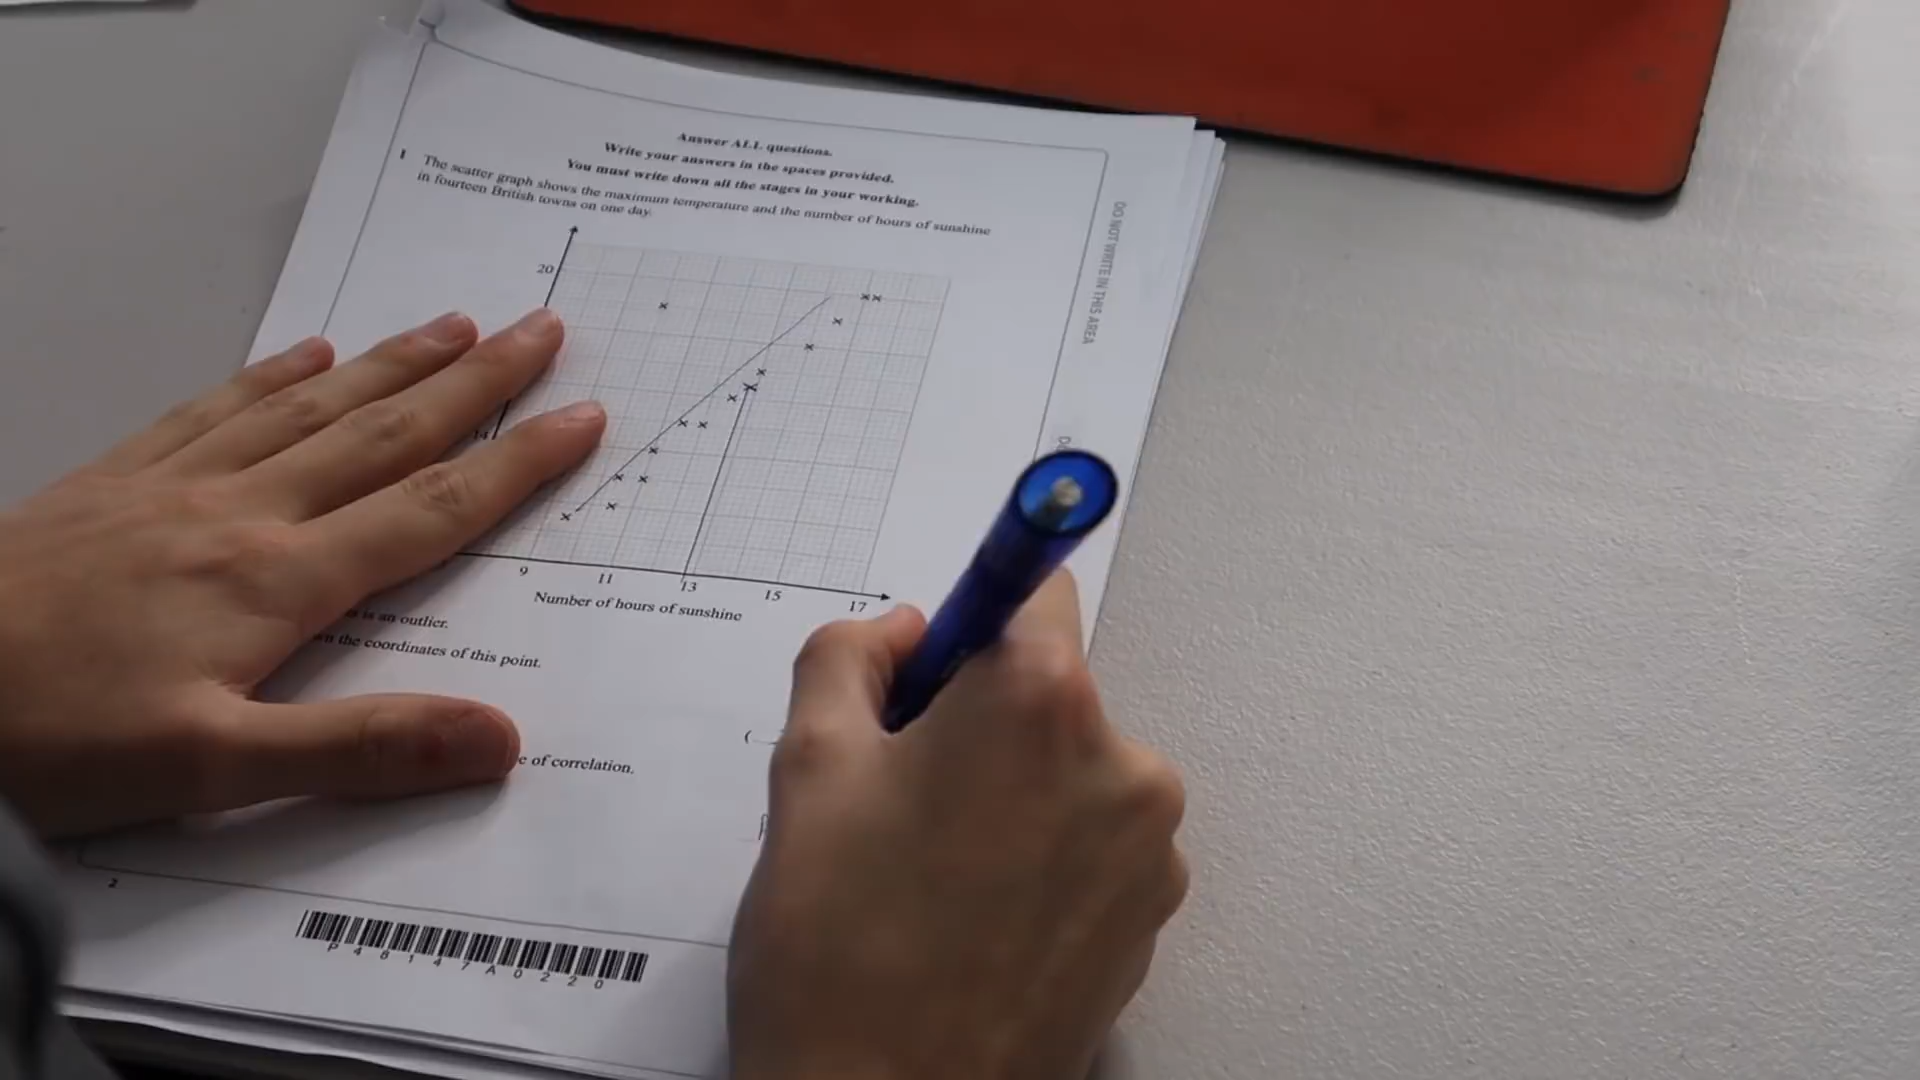 Answer ALL questions.
Write your answers in the spaces provided.
You must write down all the stages in your working.
1 The scatter graph shows the maximum temperature and the number of hours of sunshine
in fourteen British towns on one day.
DO NOT WRITE IN THIS AREA
20
14
9 11 13 15 17
Number of hours of sunshine
is an outlier.
the coordinates of this point.
(
of correlation.
2
P48147A0220